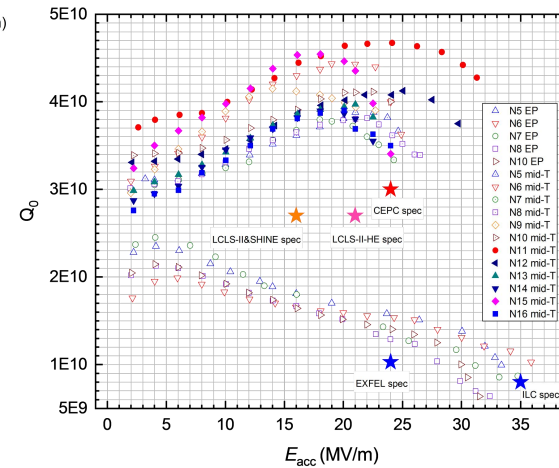 )
5E10
4E10
3E10
2E10
1E10
5E9
Q0
0 5 10 15 20 25 30 35
Eacc (MV/m)
N5 EP
N6 EP
N7 EP
N8 EP
N10 EP
N5 mid-T
N6 mid-T
N7 mid-T
N8 mid-T
N9 mid-T
N10 mid-T
N11 mid-T
N12 mid-T
N13 mid-T
N14 mid-T
N15 mid-T
N16 mid-T
CEPC spec
LCLS-II&SHINE spec
LCLS-II-HE spec
EXFEL spec
ILC spec